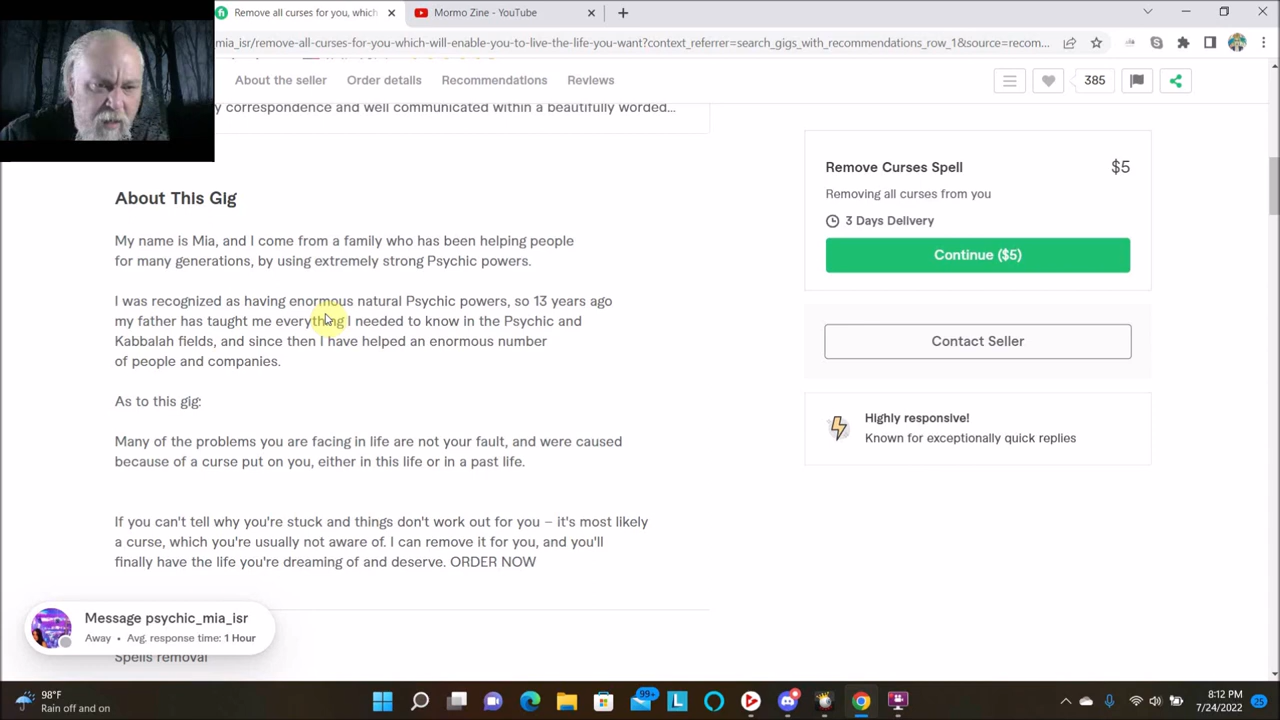 Remove all curses for you, which
Mormo Zine - YouTube
mia_isr/remove-all-curses-for-you-which-will-enable-you-to-live-the-life-you-want?context_referrer=search_gigs_with_recommendations_row_1&source=recom...
About the seller
Order details
Recommendations
Reviews
385
y correspondence and well communicated within a beautifully worded...
About This Gig
My name is Mia, and I come from a family who has been helping people
for many generations, by using extremely strong Psychic powers.
I was recognized as having enormous natural Psychic powers, so 13 years ago
my father has taught me everything I needed to know in the Psychic and
Kabbalah fields, and since then I have helped an enormous number
of people and companies.
As to this gig:
Many of the problems you are facing in life are not your fault, and were caused
because of a curse put on you, either in this life or in a past life.
If you can't tell why you're stuck and things don't work out for you – it's most likely
a curse, which you're usually not aware of. I can remove it for you, and you'll
finally have the life you're dreaming of and deserve. ORDER NOW
Remove Curses Spell $5
Removing all curses from you
3 Days Delivery
Continue ($5)
Contact Seller
Highly responsive!
Known for exceptionally quick replies
Message psychic_mia_isr
Away • Avg. response time: 1 Hour
Spells removal
98°F
Rain off and on
99+
L
8:12 PM
7/24/2022
25